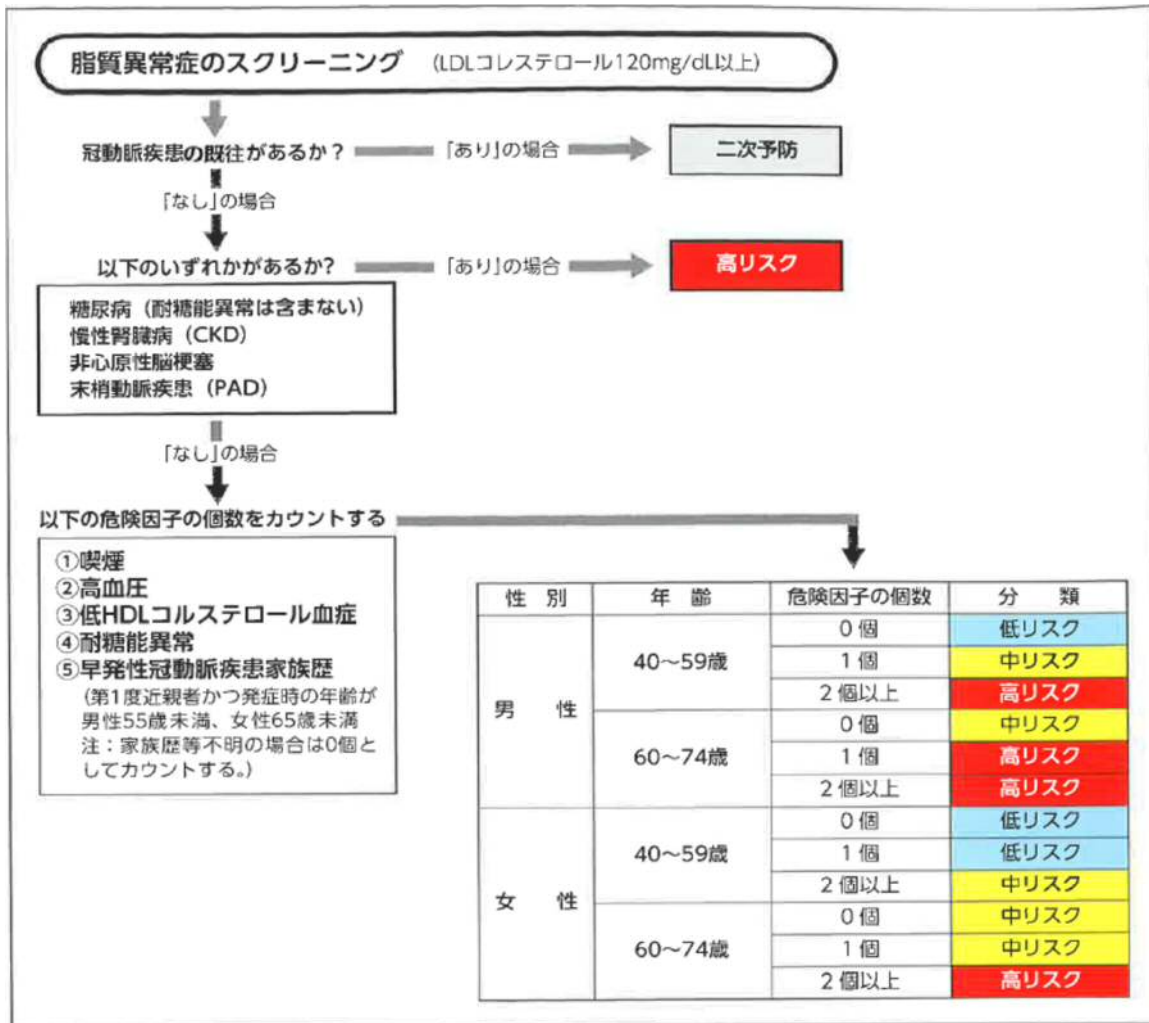 脂質異常症のスクリーニング (LDLコレステロール120mg/dL以上)
冠動脈疾患の既往があるか？ 「あり」の場合 二次予防
「なし」の場合
以下のいずれかがあるか？ 「あり」の場合 高リスク
糖尿病（耐糖能異常は含まない）
慢性腎臓病（CKD）
非心原性脳梗塞
末梢動脈疾患（PAD）
「なし」の場合
以下の危険因子の個数をカウントする
①喫煙
②高血圧
③低HDLコルステロール血症
④耐糖能異常
⑤早発性冠動脈疾患家族歴
(第1度近親者かつ発症時の年齢が
男性55歳未満、女性65歳未満
注：家族歴等不明の場合は0個と
してカウントする。)
性別 年齢 危険因子の個数 分類
男性 40〜59歳 0個 低リスク
1個 中リスク
2個以上 高リスク
60〜74歳 0個 中リスク
1個 高リスク
2個以上 高リスク
女性 40〜59歳 0個 低リスク
1個 低リスク
2個以上 中リスク
60〜74歳 0個 中リスク
1個 中リスク
2個以上 高リスク